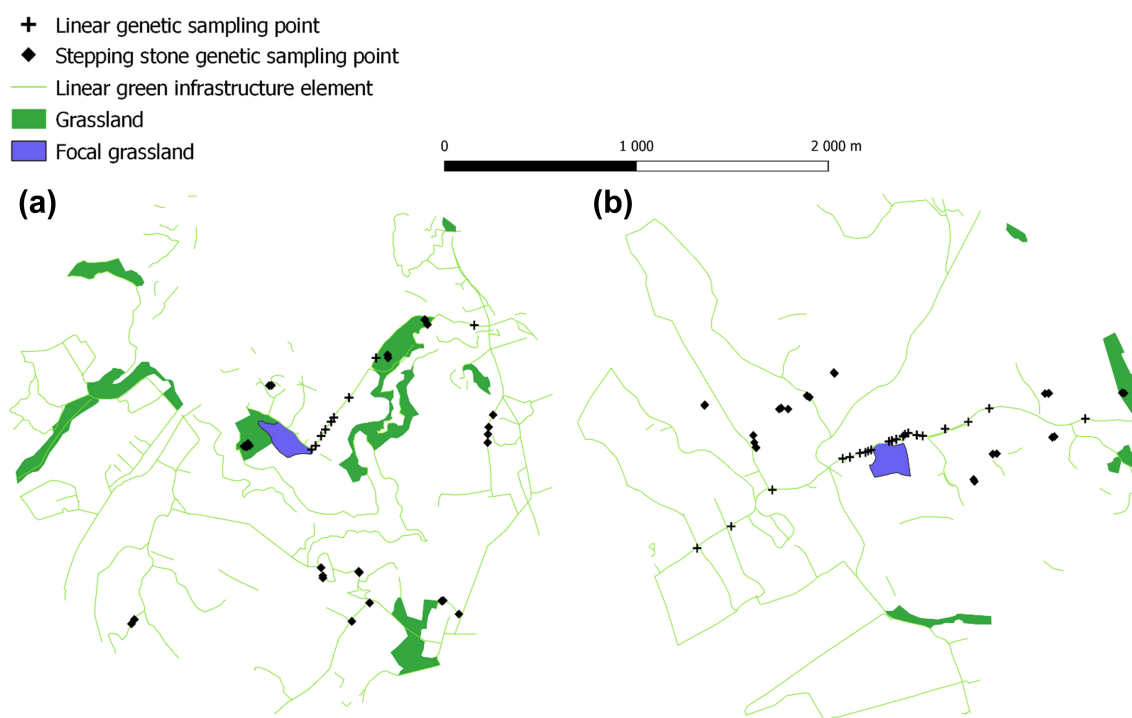 Linear genetic sampling point
Stepping stone genetic sampling point
Linear green infrastructure element
Grassland
Focal grassland
0 1 000 2 000 m
(a) (b)